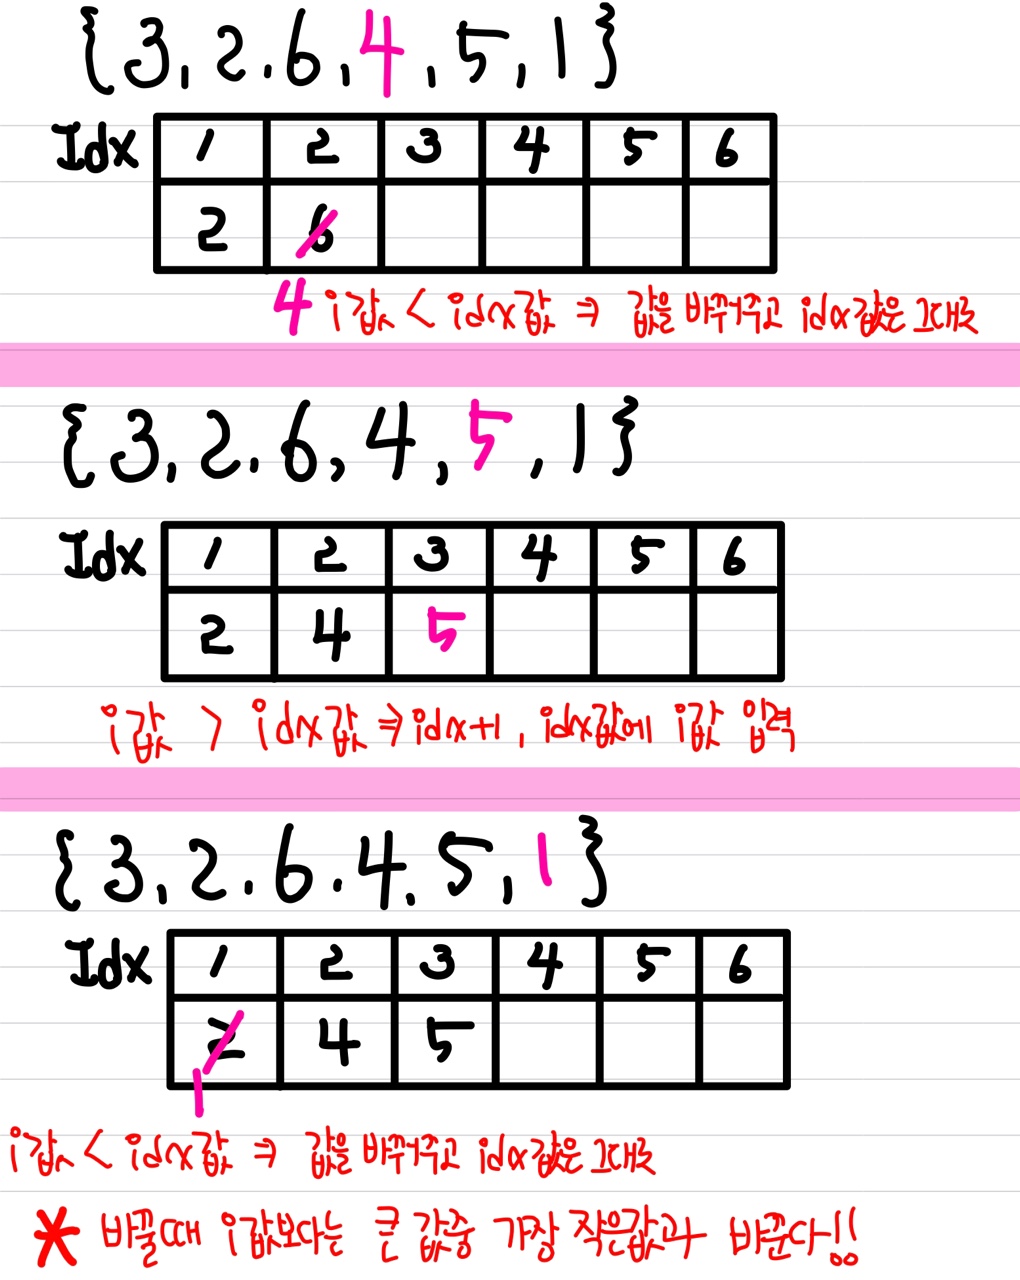 {3, 2. 6, 4, 5, 1}
Idx 1 2 3 4 5 6
2 6
4 i값 < idx값 ⇒ 값을 바꾸어주고 idx값은 그대로
{3, 2. 6, 4, 5, 1}
Idx 1 2 3 4 5 6
2 4 5
i값 > idx값 ⇒ idx+1, idx값에 i값 입력
{3, 2. 6. 4. 5, 1}
Idx 1 2 3 4 5 6
2 4 5
1
i값 < idx값 ⇒ 값을 바꾸어주고 idx값은 그대로
* 바꿀때 i값보다는 큰 값중 가장 작은값과 바꾼다!!